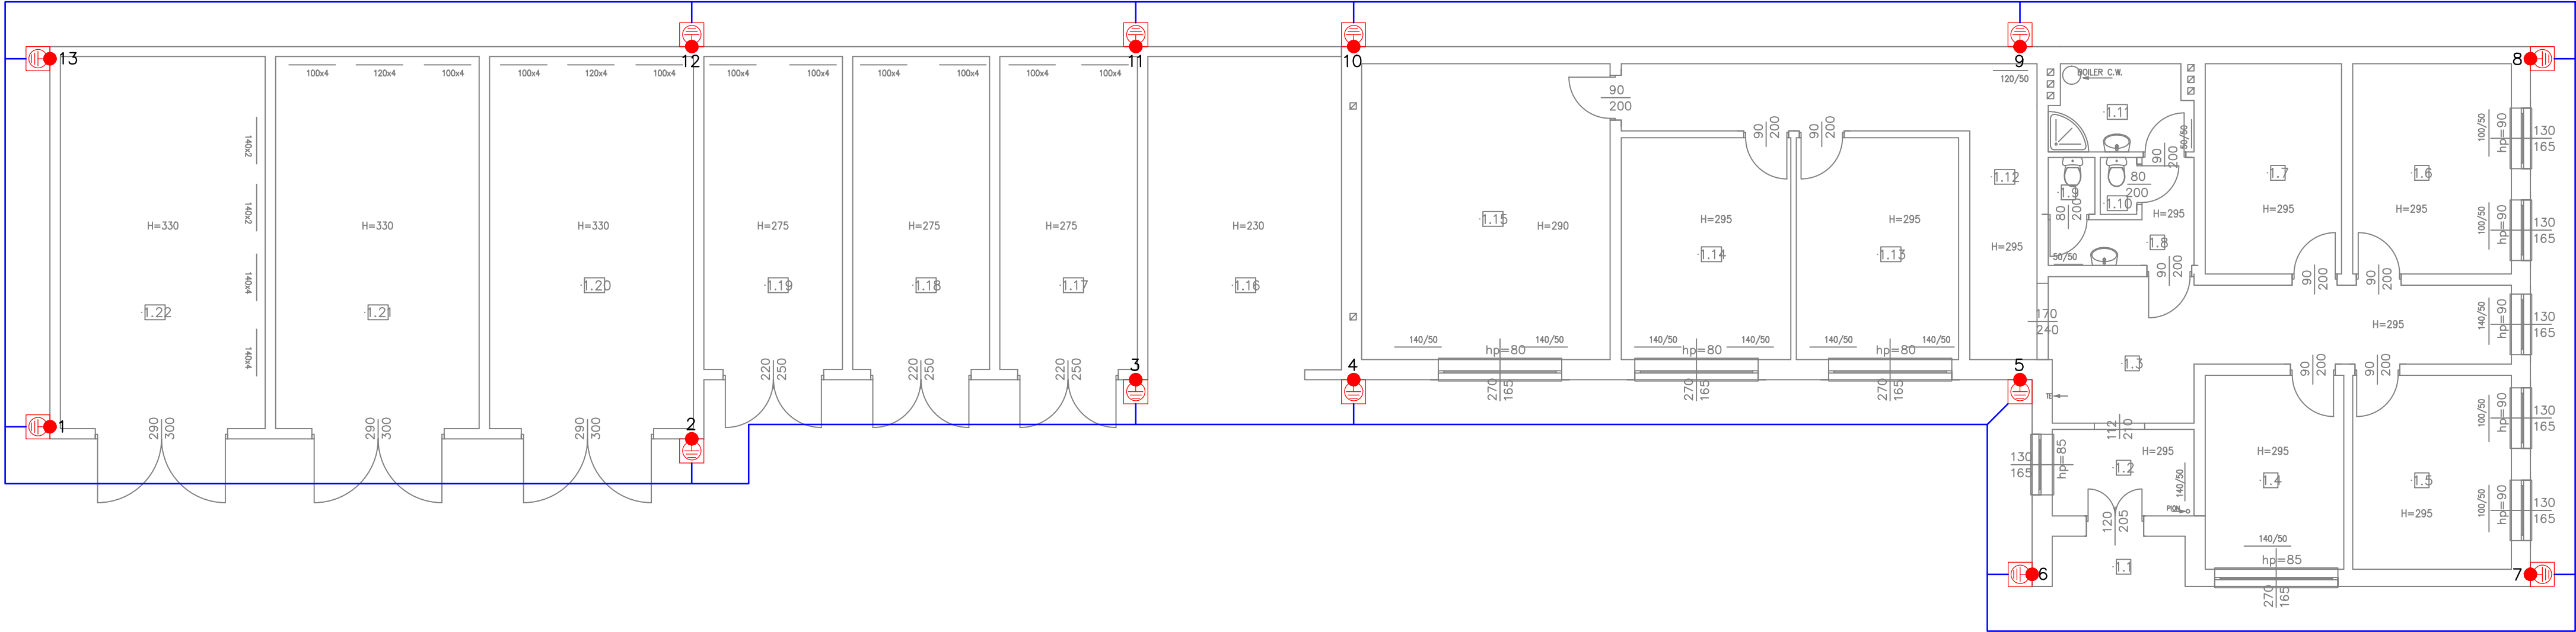 13
12
11
10
9
8
100x4
120x4
100x4
100x4
120x4
100x4
100x4
100x4
100x4
100x4
100x4
100x4
120/50
BOILER C.W.
90
200
90
200
90
200
1.11
50/50
90
200
100/50
hp=90
130
165
140x2
140x2
140x4
140x4
H=330
H=330
H=330
H=275
H=275
H=275
H=230
1.15
H=290
H=295
1.14
H=295
1.13
1.12
H=295
1.9
80
200
80
200
1.10
H=295
1.8
50/50
90
200
1.7
H=295
1.6
H=295
100/50
hp=90
130
165
1.22
1.21
1.20
1.19
1.18
1.17
1.16
90
200
90
200
170
240
H=295
140/50
hp=90
130
165
220
250
220
250
220
250
3
4
5
140/50
hp=80
140/50
270
165
140/50
hp=80
140/50
270
165
140/50
hp=80
140/50
270
165
1.3
TE
90
200
90
200
100/50
hp=90
130
165
1
290
300
290
300
290
300
2
112
210
130
165
hp=85
H=295
1.2
140/50
PION
120
205
1.1
H=295
1.4
140/50
hp=85
270
165
1.5
H=295
100/50
hp=90
130
165
6
7